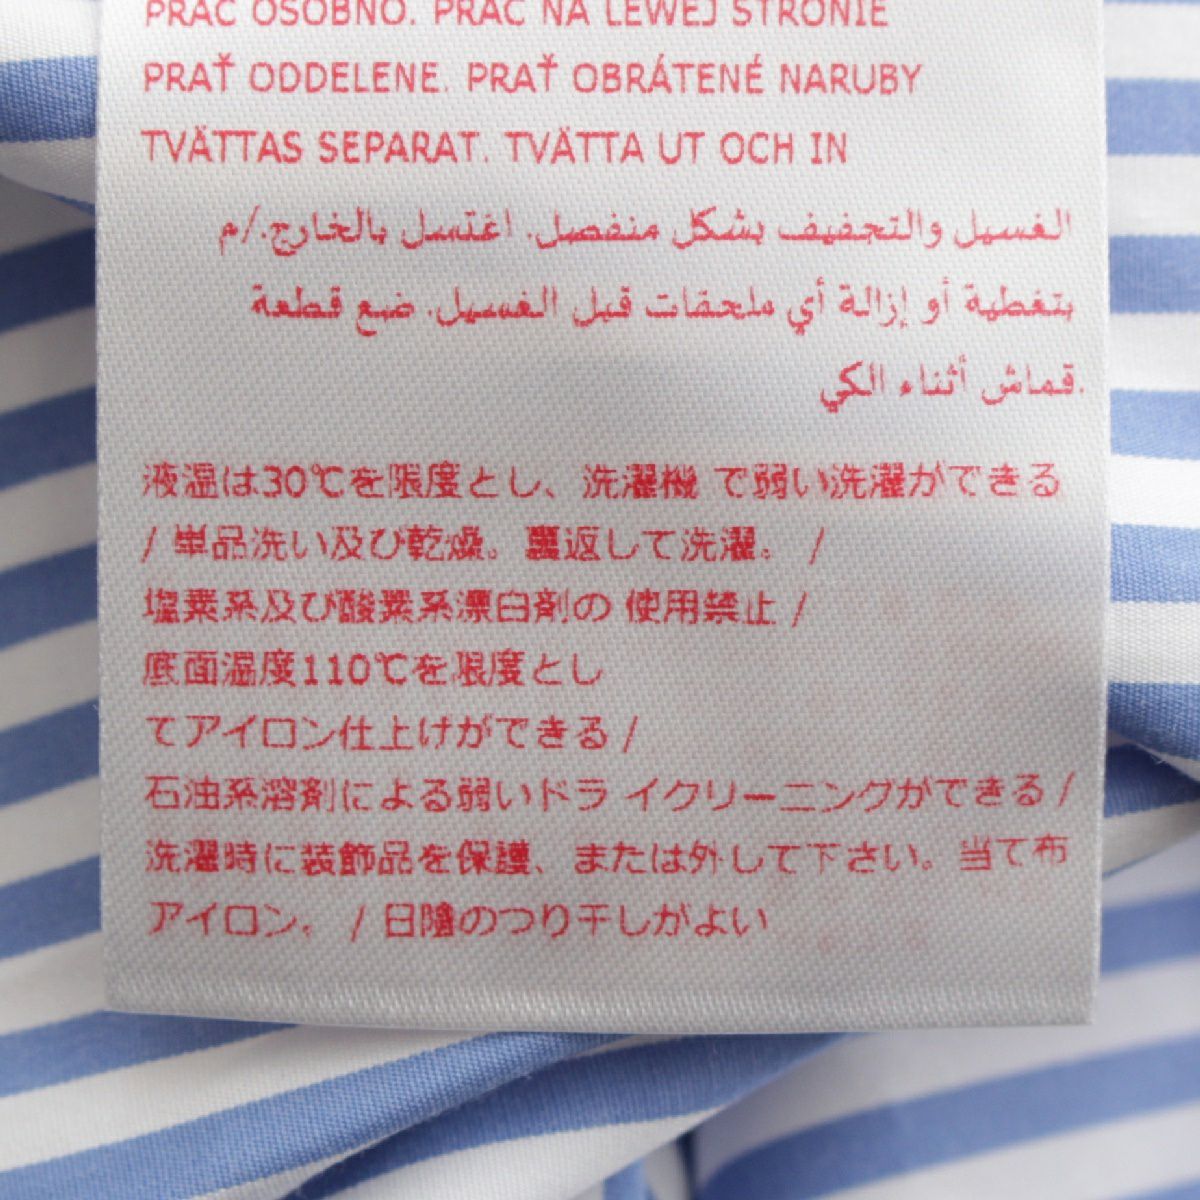 PRAĆ OSOBNO. PRAĆ NA LEWEJ STRONIE
PRAŤ ODDELENE. PRAŤ OBRÁTENÉ NARUBY
TVÄTTAS SEPARAT. TVÄTTA UT OCH IN
الغسيل والتجفيف بشكل منفصل. اغتسل بالخارج./م
بتغطية أو إزالة أي ملحقات قبل الغسيل. ضع قطعة
قماش أثناء الكي.
液温は30℃を限度とし、洗濯機 で弱い洗濯ができる
/ 単品洗い及び乾燥。裏返して洗濯。 /
塩素系及び酸素系漂白剤の 使用禁止 /
底面温度110℃を限度とし
てアイロン仕上げができる /
石油系溶剤による弱いドラ イクリーニングができる /
洗濯時に装飾品を保護、または外して下さい。当て布
アイロン。 / 日陰のつり干しがよい